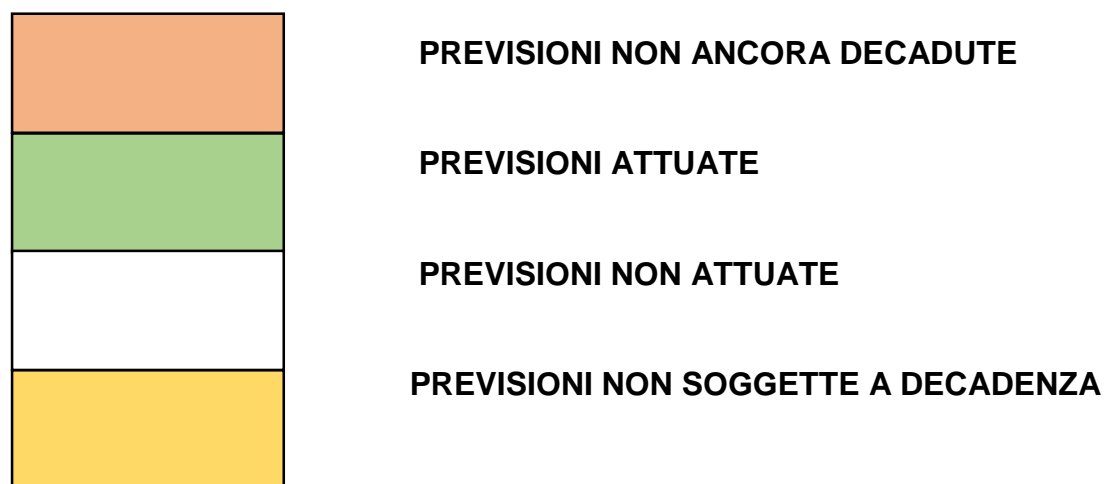 PREVISIONI NON ANCORA DECADUTE
PREVISIONI ATTUATE
PREVISIONI NON ATTUATE
PREVISIONI NON SOGGETTE A DECADENZA